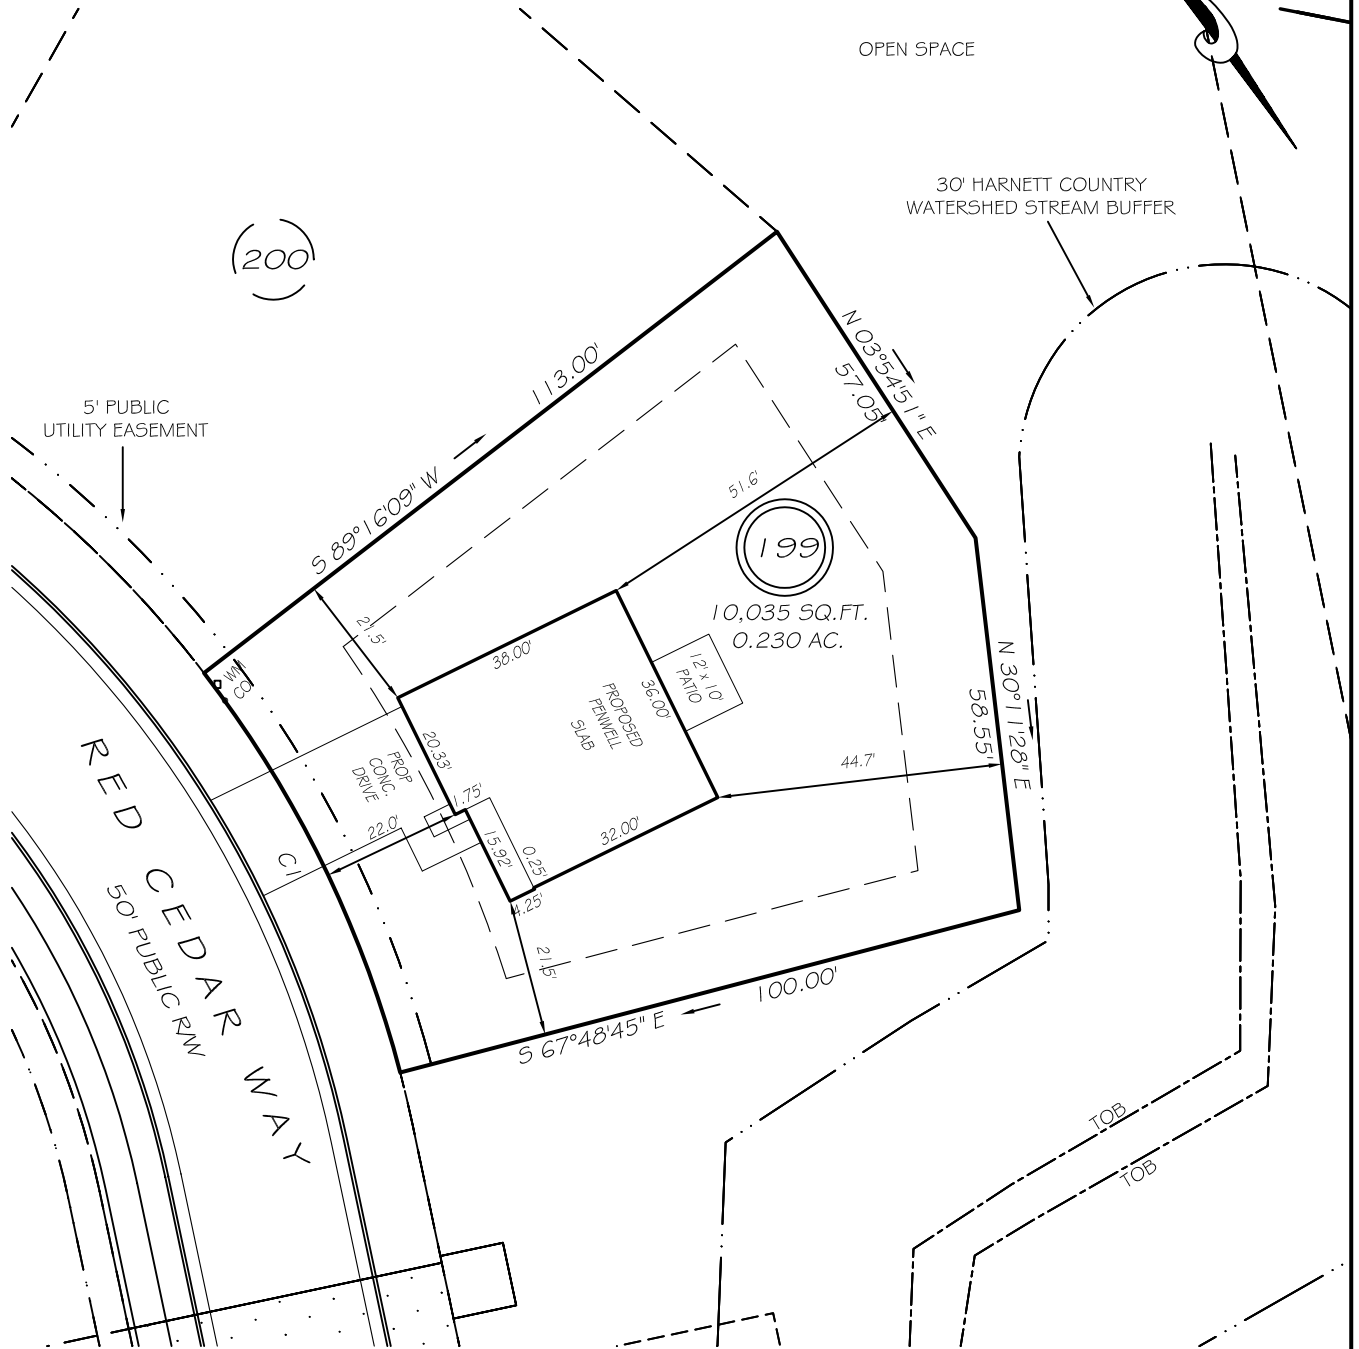 OPEN SPACE
30' HARNETT COUNTRY
WATERSHED STREAM BUFFER
200
5' PUBLIC
UTILITY EASEMENT
S 89°16'09" W
113.00'
N 03°54'51" E
57.05'
51.6'
199
10,035 SQ.FT.
0.230 AC.
21.5'
38.00'
WM
CO
12' x 10'
PATIO
36.00'
PROPOSED
PENWELL
SLAB
20.33'
PROP
CONC.
DRIVE
1.75'
22.0'
15.92'
0.25'
4.25'
32.00'
44.7'
N 30°11'28" E
58.55'
C1
21.5'
S 67°48'45" E
100.00'
RED CEDAR WAY
50' PUBLIC R/W
TOB
TOB